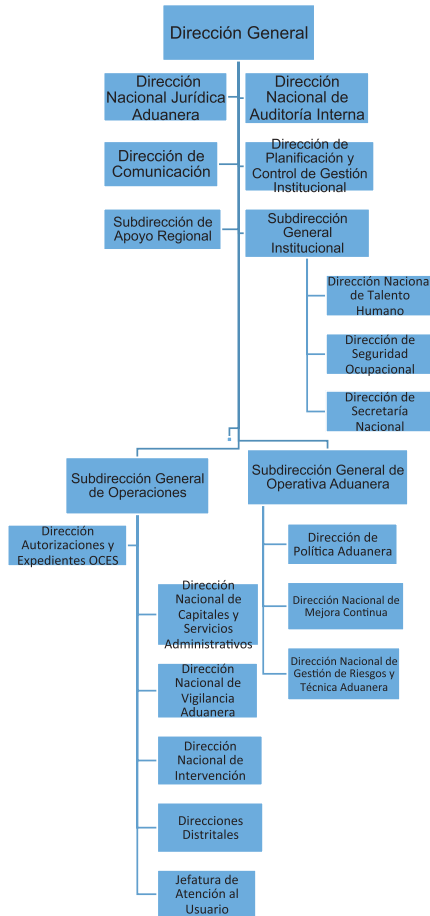 Dirección General
Dirección
Nacional Jurídica
Aduanera
Dirección
Nacional de
Auditoría Interna
Dirección de
Comunicación
Dirección de
Planificación y
Control de Gestión
Institucional
Subdirección de
Apoyo Regional
Subdirección
General
Institucional
Dirección Naciona
de Talento
Humano
Dirección de
Seguridad
Ocupacional
Dirección de
Secretaría
Nacional
Subdirección General
de Operaciones
Subdirección General de
Operativa Aduanera
Dirección
Autorizaciones y
Expedientes OCES
Dirección de
Política Aduanera
Dirección
Nacional de
Capitales y
Servicios
Administrativos
Dirección Nacional de
Mejora Continua
Dirección
Nacional de
Vigilancia
Aduanera
Dirección Nacional de
Gestión de Riesgos y
Técnica Aduanera
Dirección
Nacional de
Intervención
Direcciones
Distritales
Jefatura de
Atención al
Usuario